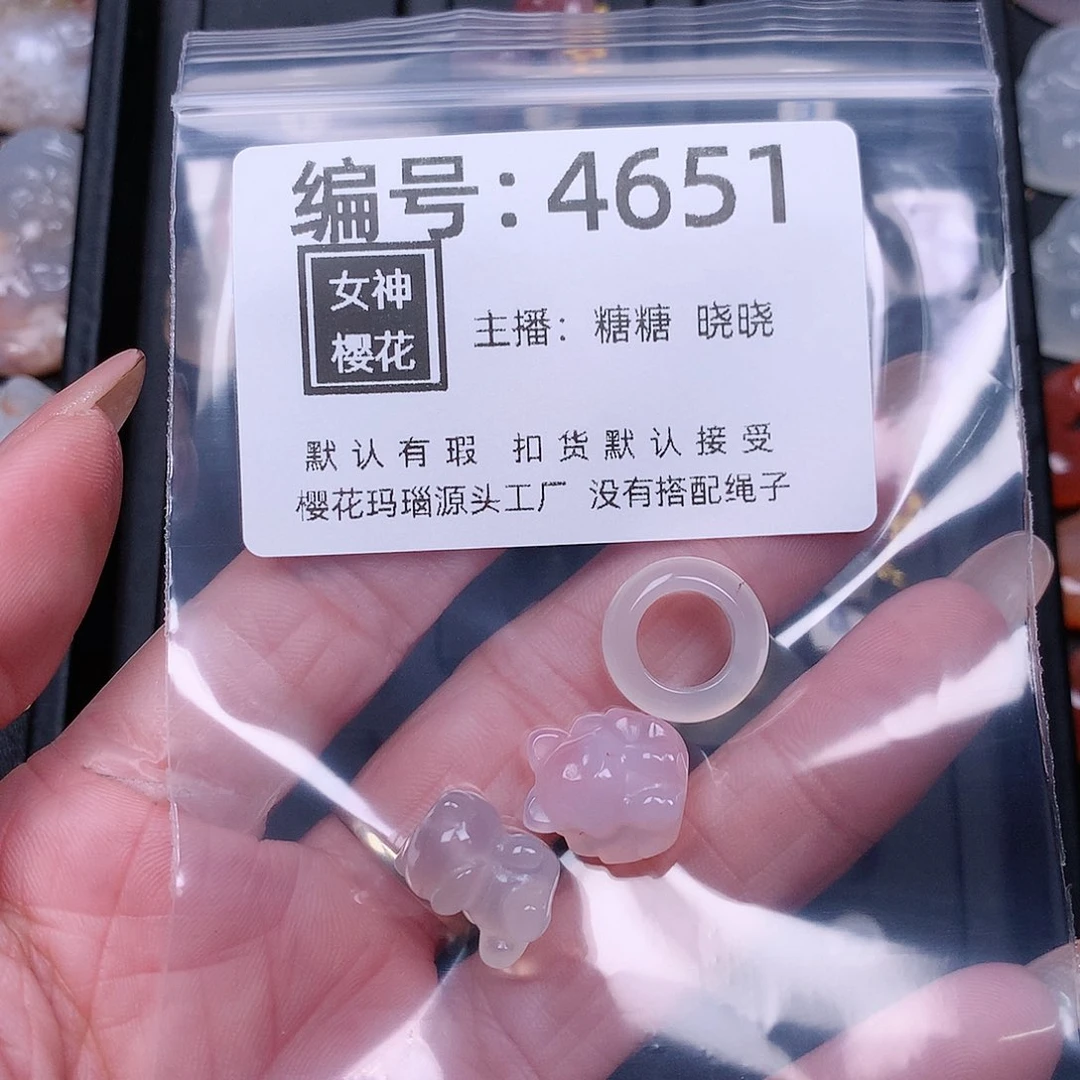 编号：4651
女神
樱花
主播：糖糖 晓晓
默认有瑕 扣货默认接受
樱花玛瑙源头工厂 没有搭配绳子